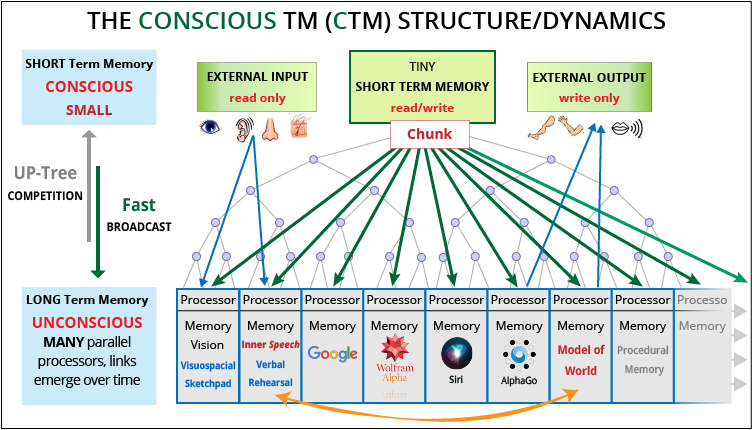 THE CONSCIOUS TM (CTM) STRUCTURE/DYNAMICS
SHORT Term Memory
CONSCIOUS
SMALL
EXTERNAL INPUT
read only
TINY
SHORT TERM MEMORY
read/write
Chunk
EXTERNAL OUTPUT
write only
UP-Tree
COMPETITION
Fast
BROADCAST
LONG Term Memory
UNCONSCIOUS
MANY parallel
processors, links
emerge over time
Processor
Memory
Vision
Visuospacial
Sketchpad
Processor
Memory
Inner Speech
Verbal
Rehearsal
Processor
Memory
Google
Processor
Memory
Wolfram
Alpha
Processor
Memory
Siri
Processor
Memory
AlphaGo
Processor
Memory
Model of
World
Processor
Memory
Procedural
Memory
Processo
Memory